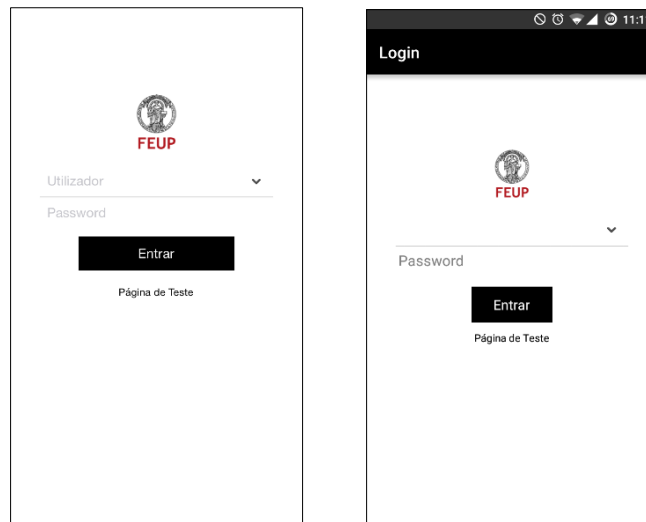 FEUP
Utilizador
Password
Entrar
Página de Teste
Login
FEUP
Password
Entrar
Página de Teste